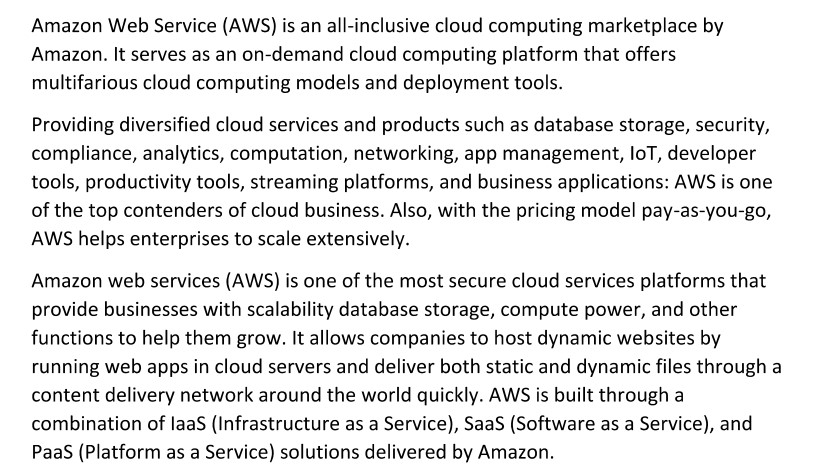 Amazon Web Service (AWS) is an all-inclusive cloud computing marketplace by
Amazon. It serves as an on-demand cloud computing platform that offers
multifarious cloud computing models and deployment tools.
Providing diversified cloud services and products such as database storage, security,
compliance, analytics, computation, networking, app management, IoT, developer
tools, productivity tools, streaming platforms, and business applications: AWS is one
of the top contenders of cloud business. Also, with the pricing model pay-as-you-go,
AWS helps enterprises to scale extensively.
Amazon web services (AWS) is one of the most secure cloud services platforms that
provide businesses with scalability database storage, compute power, and other
functions to help them grow. It allows companies to host dynamic websites by
running web apps in cloud servers and deliver both static and dynamic files through a
content delivery network around the world quickly. AWS is built through a
combination of IaaS (Infrastructure as a Service), SaaS (Software as a Service), and
PaaS (Platform as a Service) solutions delivered by Amazon.